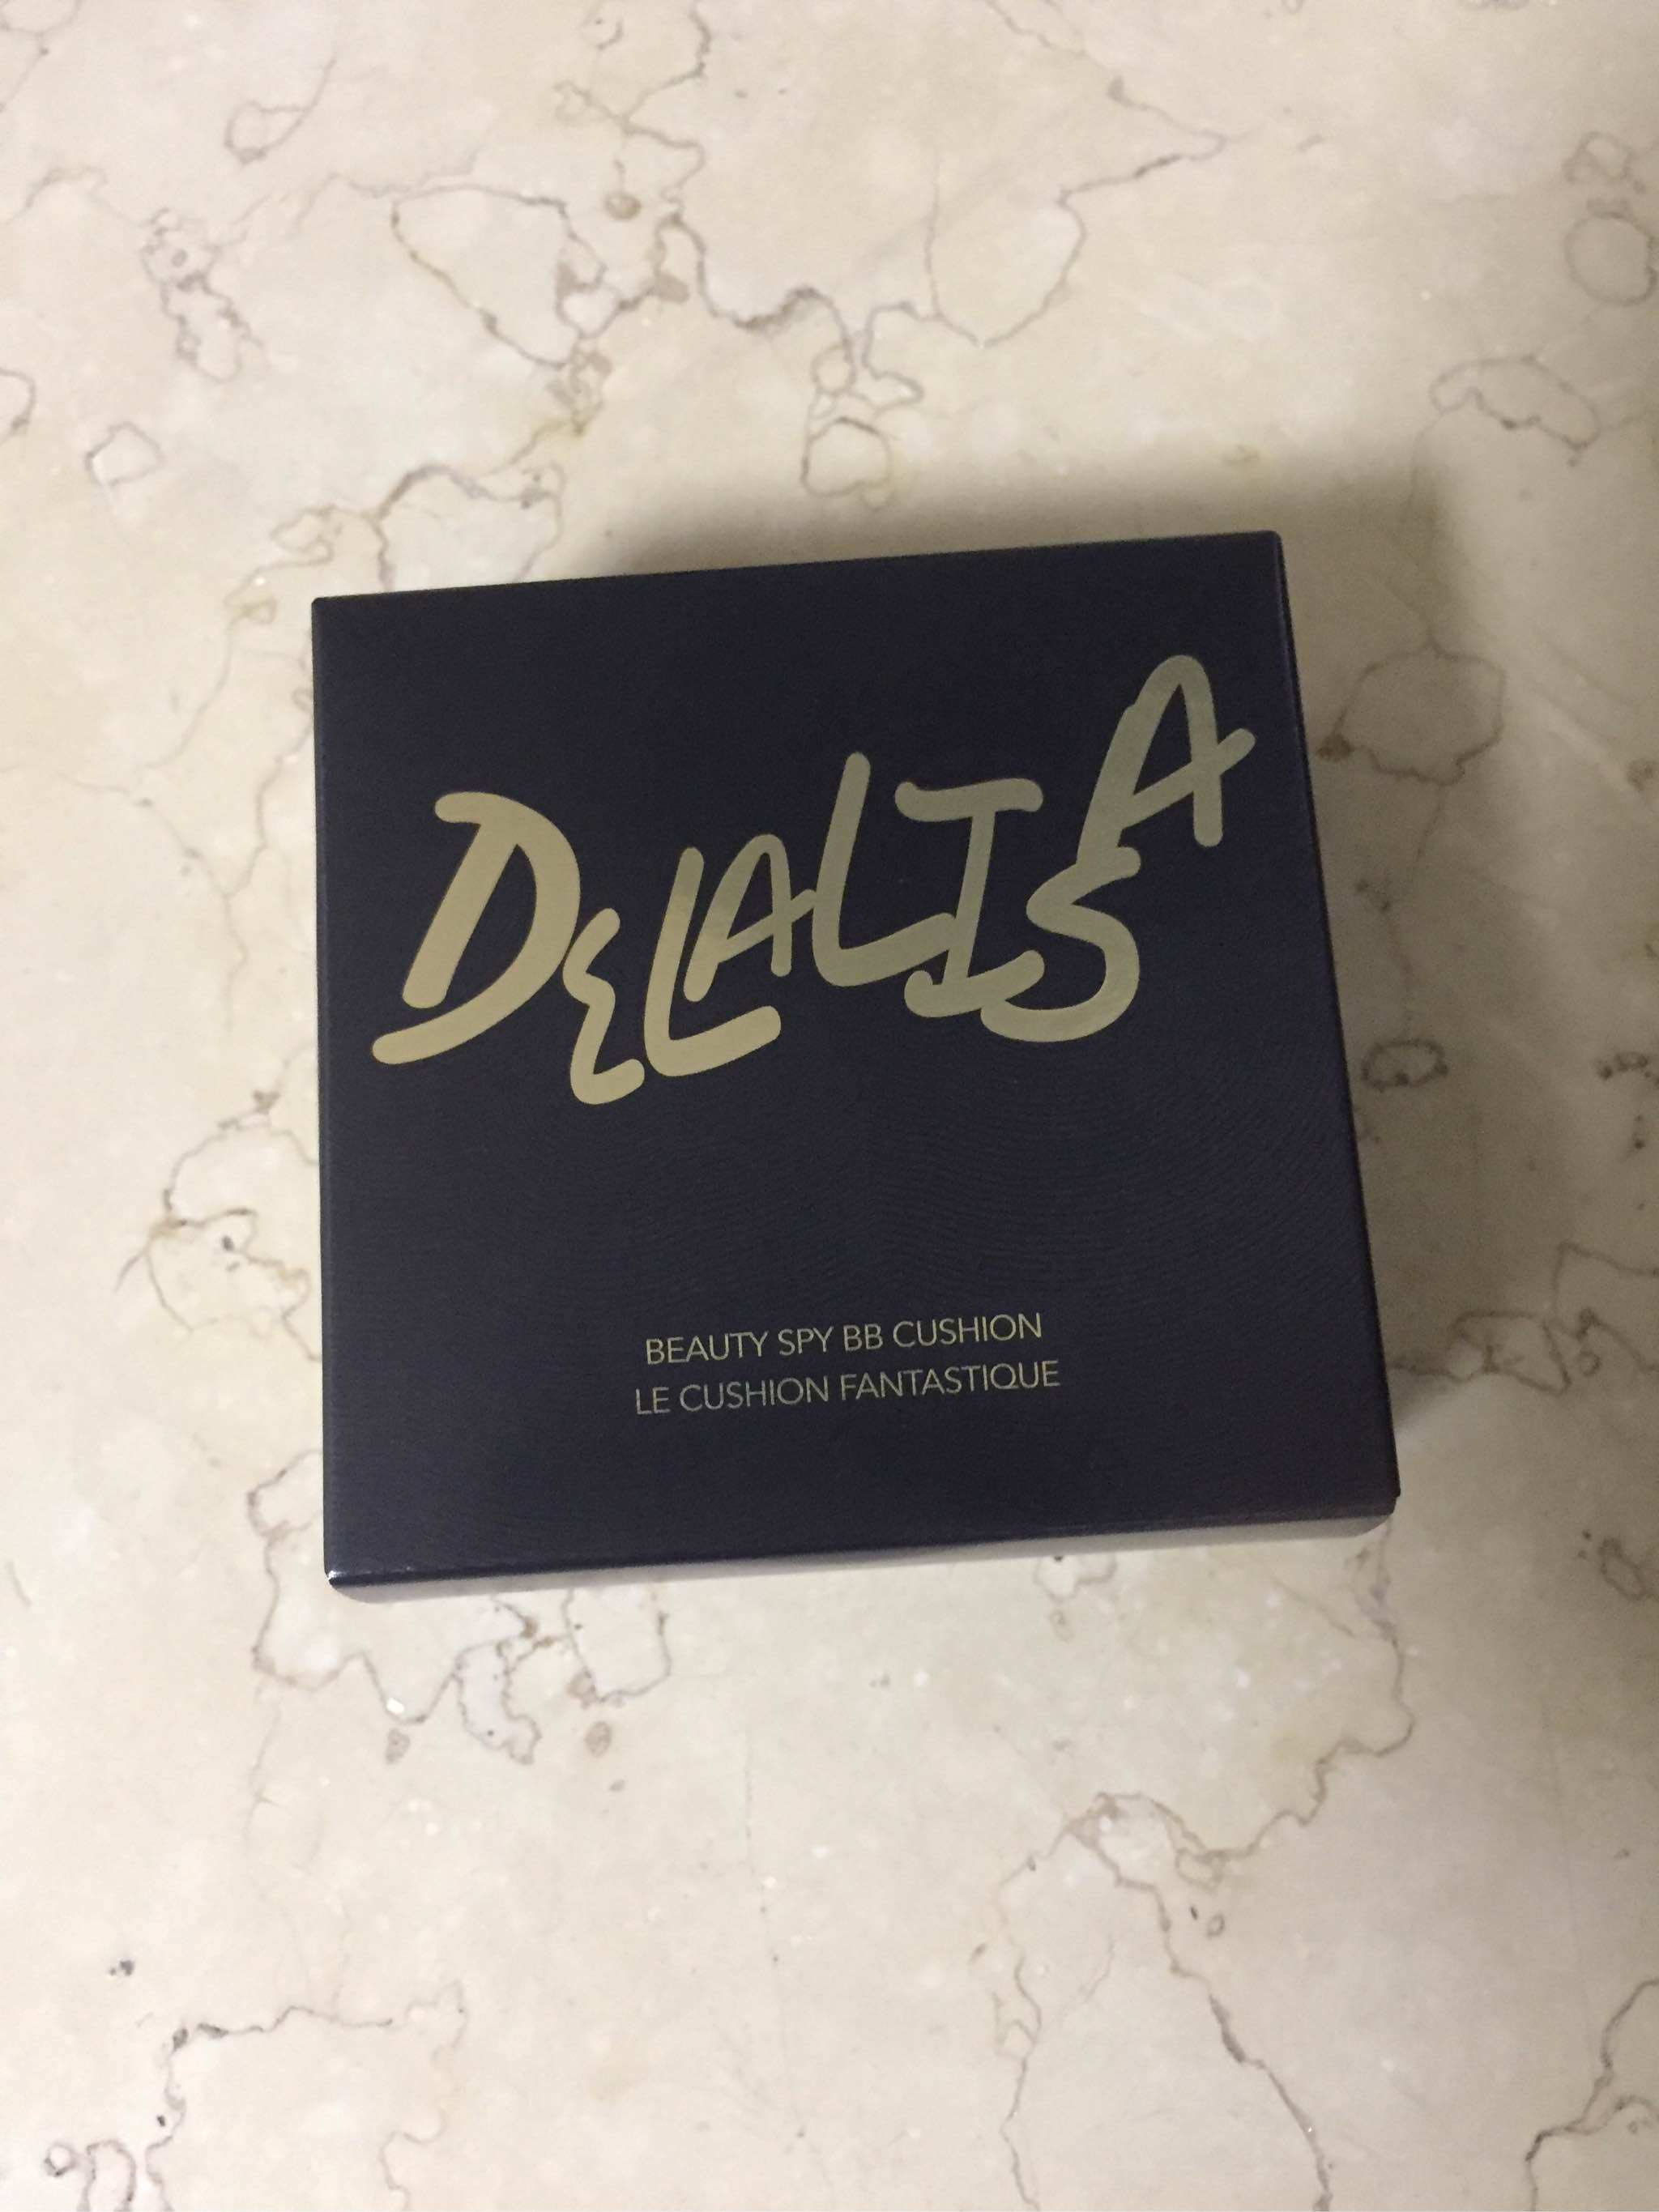 DELALISA
BEAUTY SPY BB CUSHION
LE CUSHION FANTASTIQUE